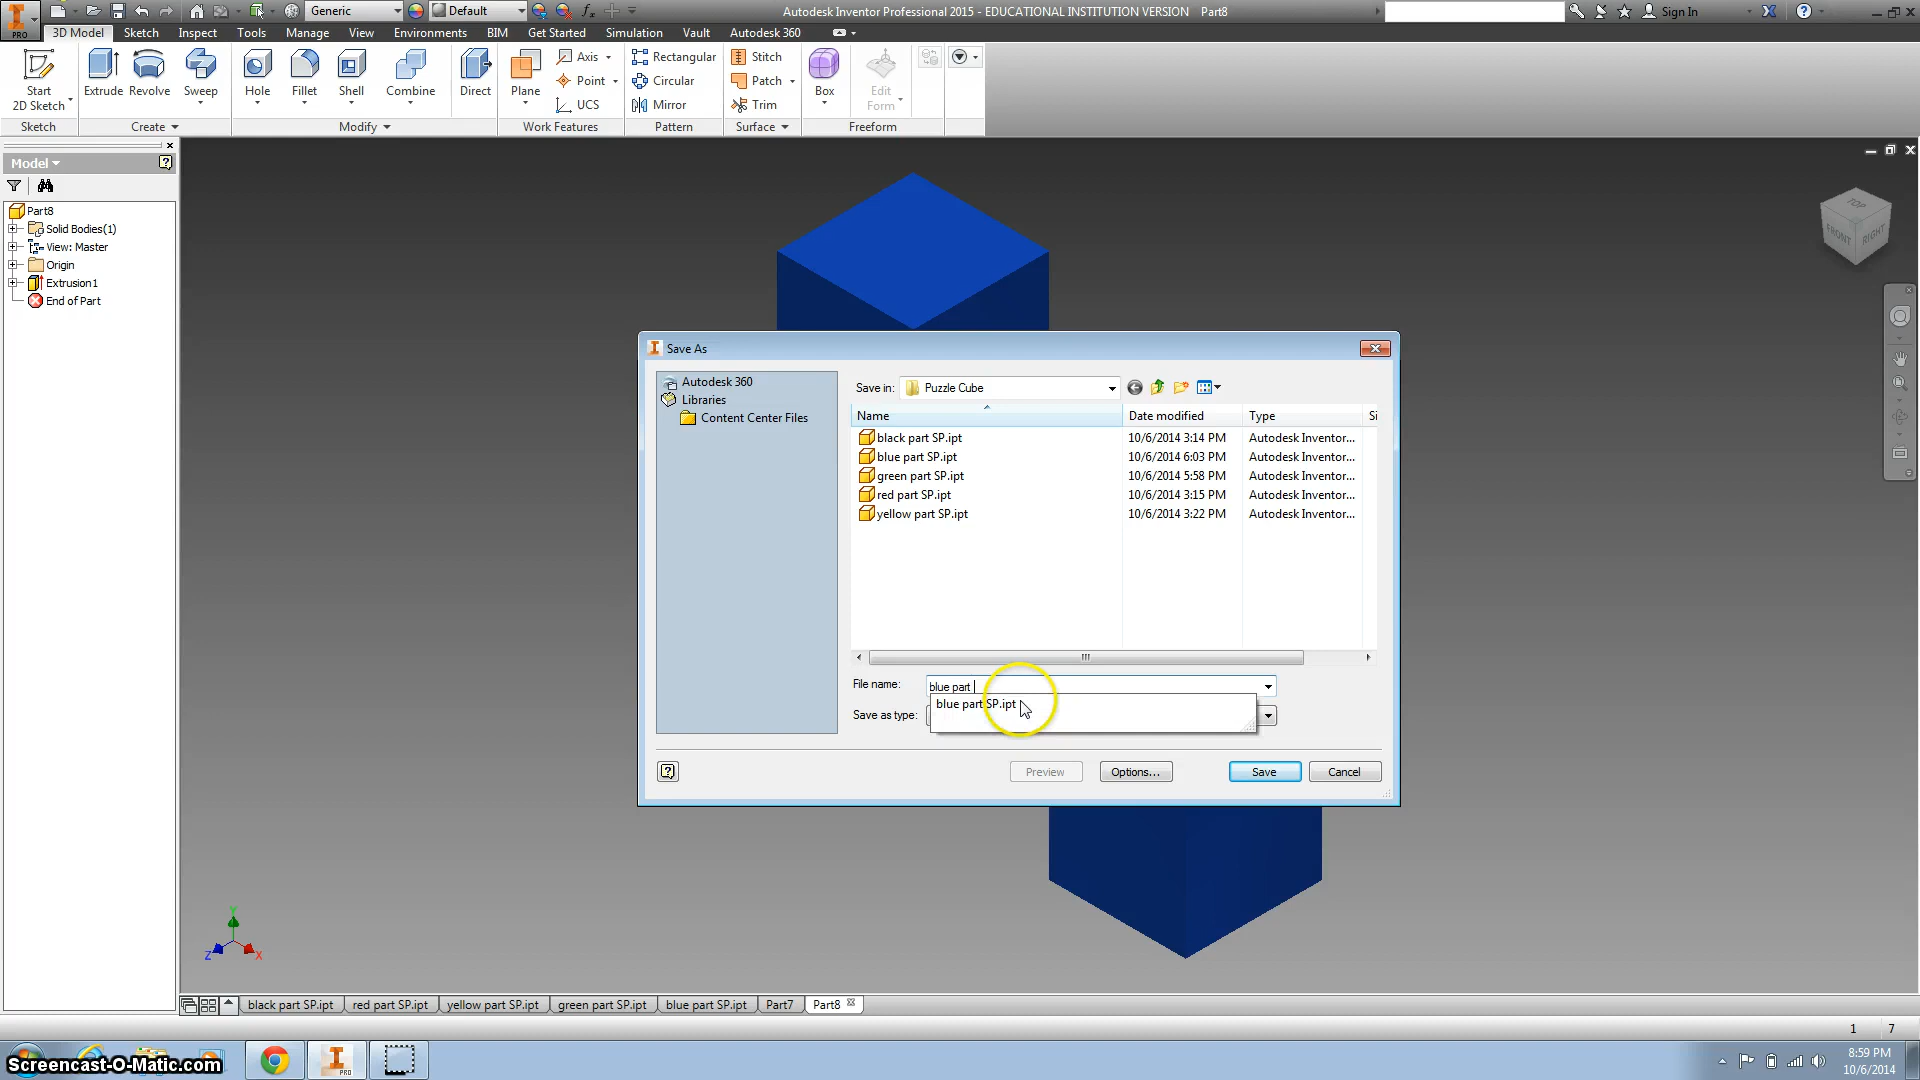 Generic
Default
Autodesk Inventor Professional 2015 - EDUCATIONAL INSTITUTION VERSION Part8
Sign In
PRO
3D Model Sketch Inspect Tools Manage View Environments BIM Get Started Simulation Vault Autodesk 360
Start
2D Sketch
Extrude
Revolve
Sweep
Hole
Fillet
Shell
Combine
Direct
Plane
Axis
Point
UCS
Rectangular
Circular
Mirror
Stitch
Patch
Trim
Box
Edit
Form
Sketch
Create
Modify
Work Features
Pattern
Surface
Freeform
Model
Part8
Solid Bodies(1)
View: Master
Origin
Extrusion1
End of Part
TOP
FRONT
RIGHT
Save As
Autodesk 360
Libraries
Content Center Files
Save in: Puzzle Cube
Name Date modified Type Si
black part SP.ipt 10/6/2014 3:14 PM Autodesk Inventor...
blue part SP.ipt 10/6/2014 6:03 PM Autodesk Inventor...
green part SP.ipt 10/6/2014 5:58 PM Autodesk Inventor...
red part SP.ipt 10/6/2014 3:15 PM Autodesk Inventor...
yellow part SP.ipt 10/6/2014 3:22 PM Autodesk Inventor...
File name: blue part
blue part SP.ipt
Save as type:
Preview Options... Save Cancel
Y
Z
X
black part SP.ipt red part SP.ipt yellow part SP.ipt green part SP.ipt blue part SP.ipt Part7 Part8
1 7
Screencast-O-Matic.com
PRO
8:59 PM
10/6/2014